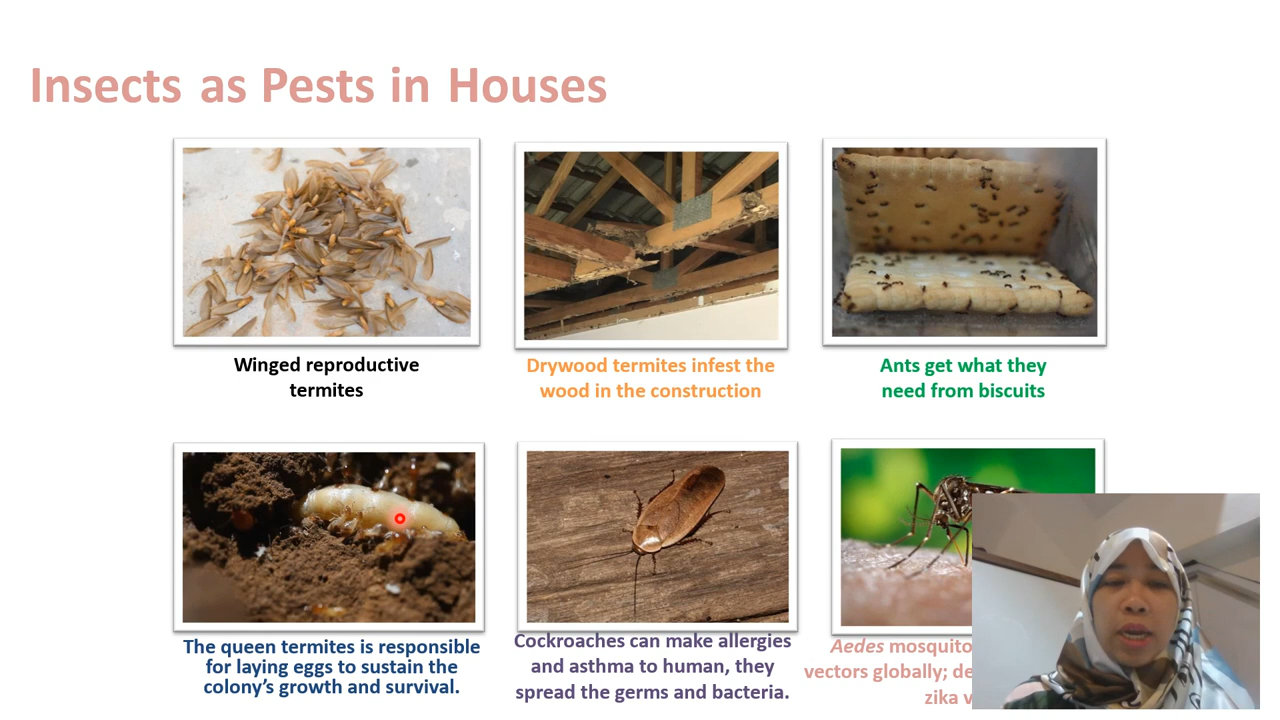 Insects as Pests in Houses
Winged reproductive
termites
Drywood termites infest the
wood in the construction
Ants get what they
need from biscuits
The queen termites is responsible
for laying eggs to sustain the
colony's growth and survival.
Cockroaches can make allergies
and asthma to human, they
spread the germs and bacteria.
Aedes
vectors globally;
zika